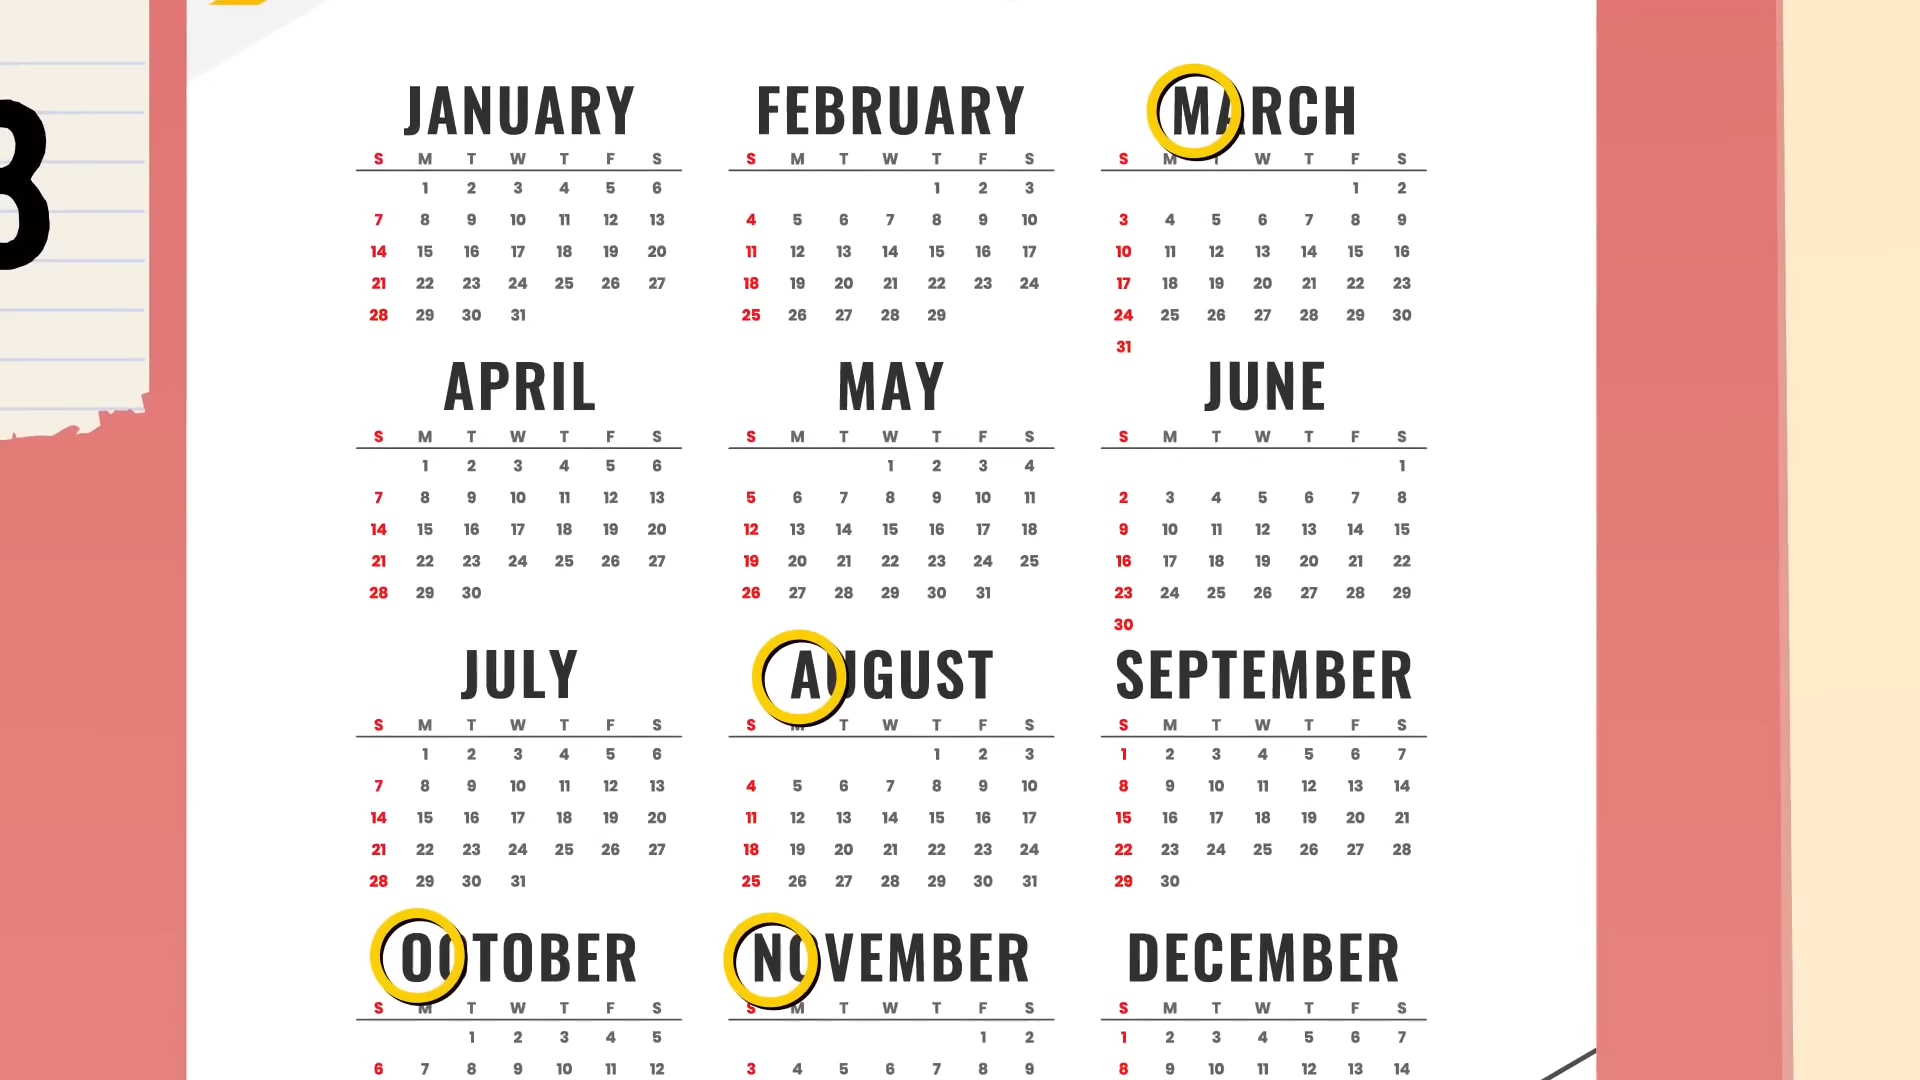 3
JANUARY
S M T W T F S
1 2 3 4 5 6
7 8 9 10 11 12 13
14 15 16 17 18 19 20
21 22 23 24 25 26 27
28 29 30 31
FEBRUARY
S M T W T F S
1 2 3
4 5 6 7 8 9 10
11 12 13 14 15 16 17
18 19 20 21 22 23 24
25 26 27 28 29
MARCH
S M T W T F S
1 2
3 4 5 6 7 8 9
10 11 12 13 14 15 16
17 18 19 20 21 22 23
24 25 26 27 28 29 30
31
APRIL
S M T W T F S
1 2 3 4 5 6
7 8 9 10 11 12 13
14 15 16 17 18 19 20
21 22 23 24 25 26 27
28 29 30
MAY
S M T W T F S
1 2 3 4
5 6 7 8 9 10 11
12 13 14 15 16 17 18
19 20 21 22 23 24 25
26 27 28 29 30 31
JUNE
S M T W T F S
1
2 3 4 5 6 7 8
9 10 11 12 13 14 15
16 17 18 19 20 21 22
23 24 25 26 27 28 29
30
JULY
S M T W T F S
1 2 3 4 5 6
7 8 9 10 11 12 13
14 15 16 17 18 19 20
21 22 23 24 25 26 27
28 29 30 31
AUGUST
S M T W T F S
1 2 3
4 5 6 7 8 9 10
11 12 13 14 15 16 17
18 19 20 21 22 23 24
25 26 27 28 29 30 31
SEPTEMBER
S M T W T F S
1 2 3 4 5 6 7
8 9 10 11 12 13 14
15 16 17 18 19 20 21
22 23 24 25 26 27 28
29 30
OCTOBER
S M T W T F S
1 2 3 4 5
6 7 8 9 10 11 12
NOVEMBER
S M T W T F S
1 2
3 4 5 6 7 8 9
DECEMBER
S M T W T F S
1 2 3 4 5 6 7
8 9 10 11 12 13 14